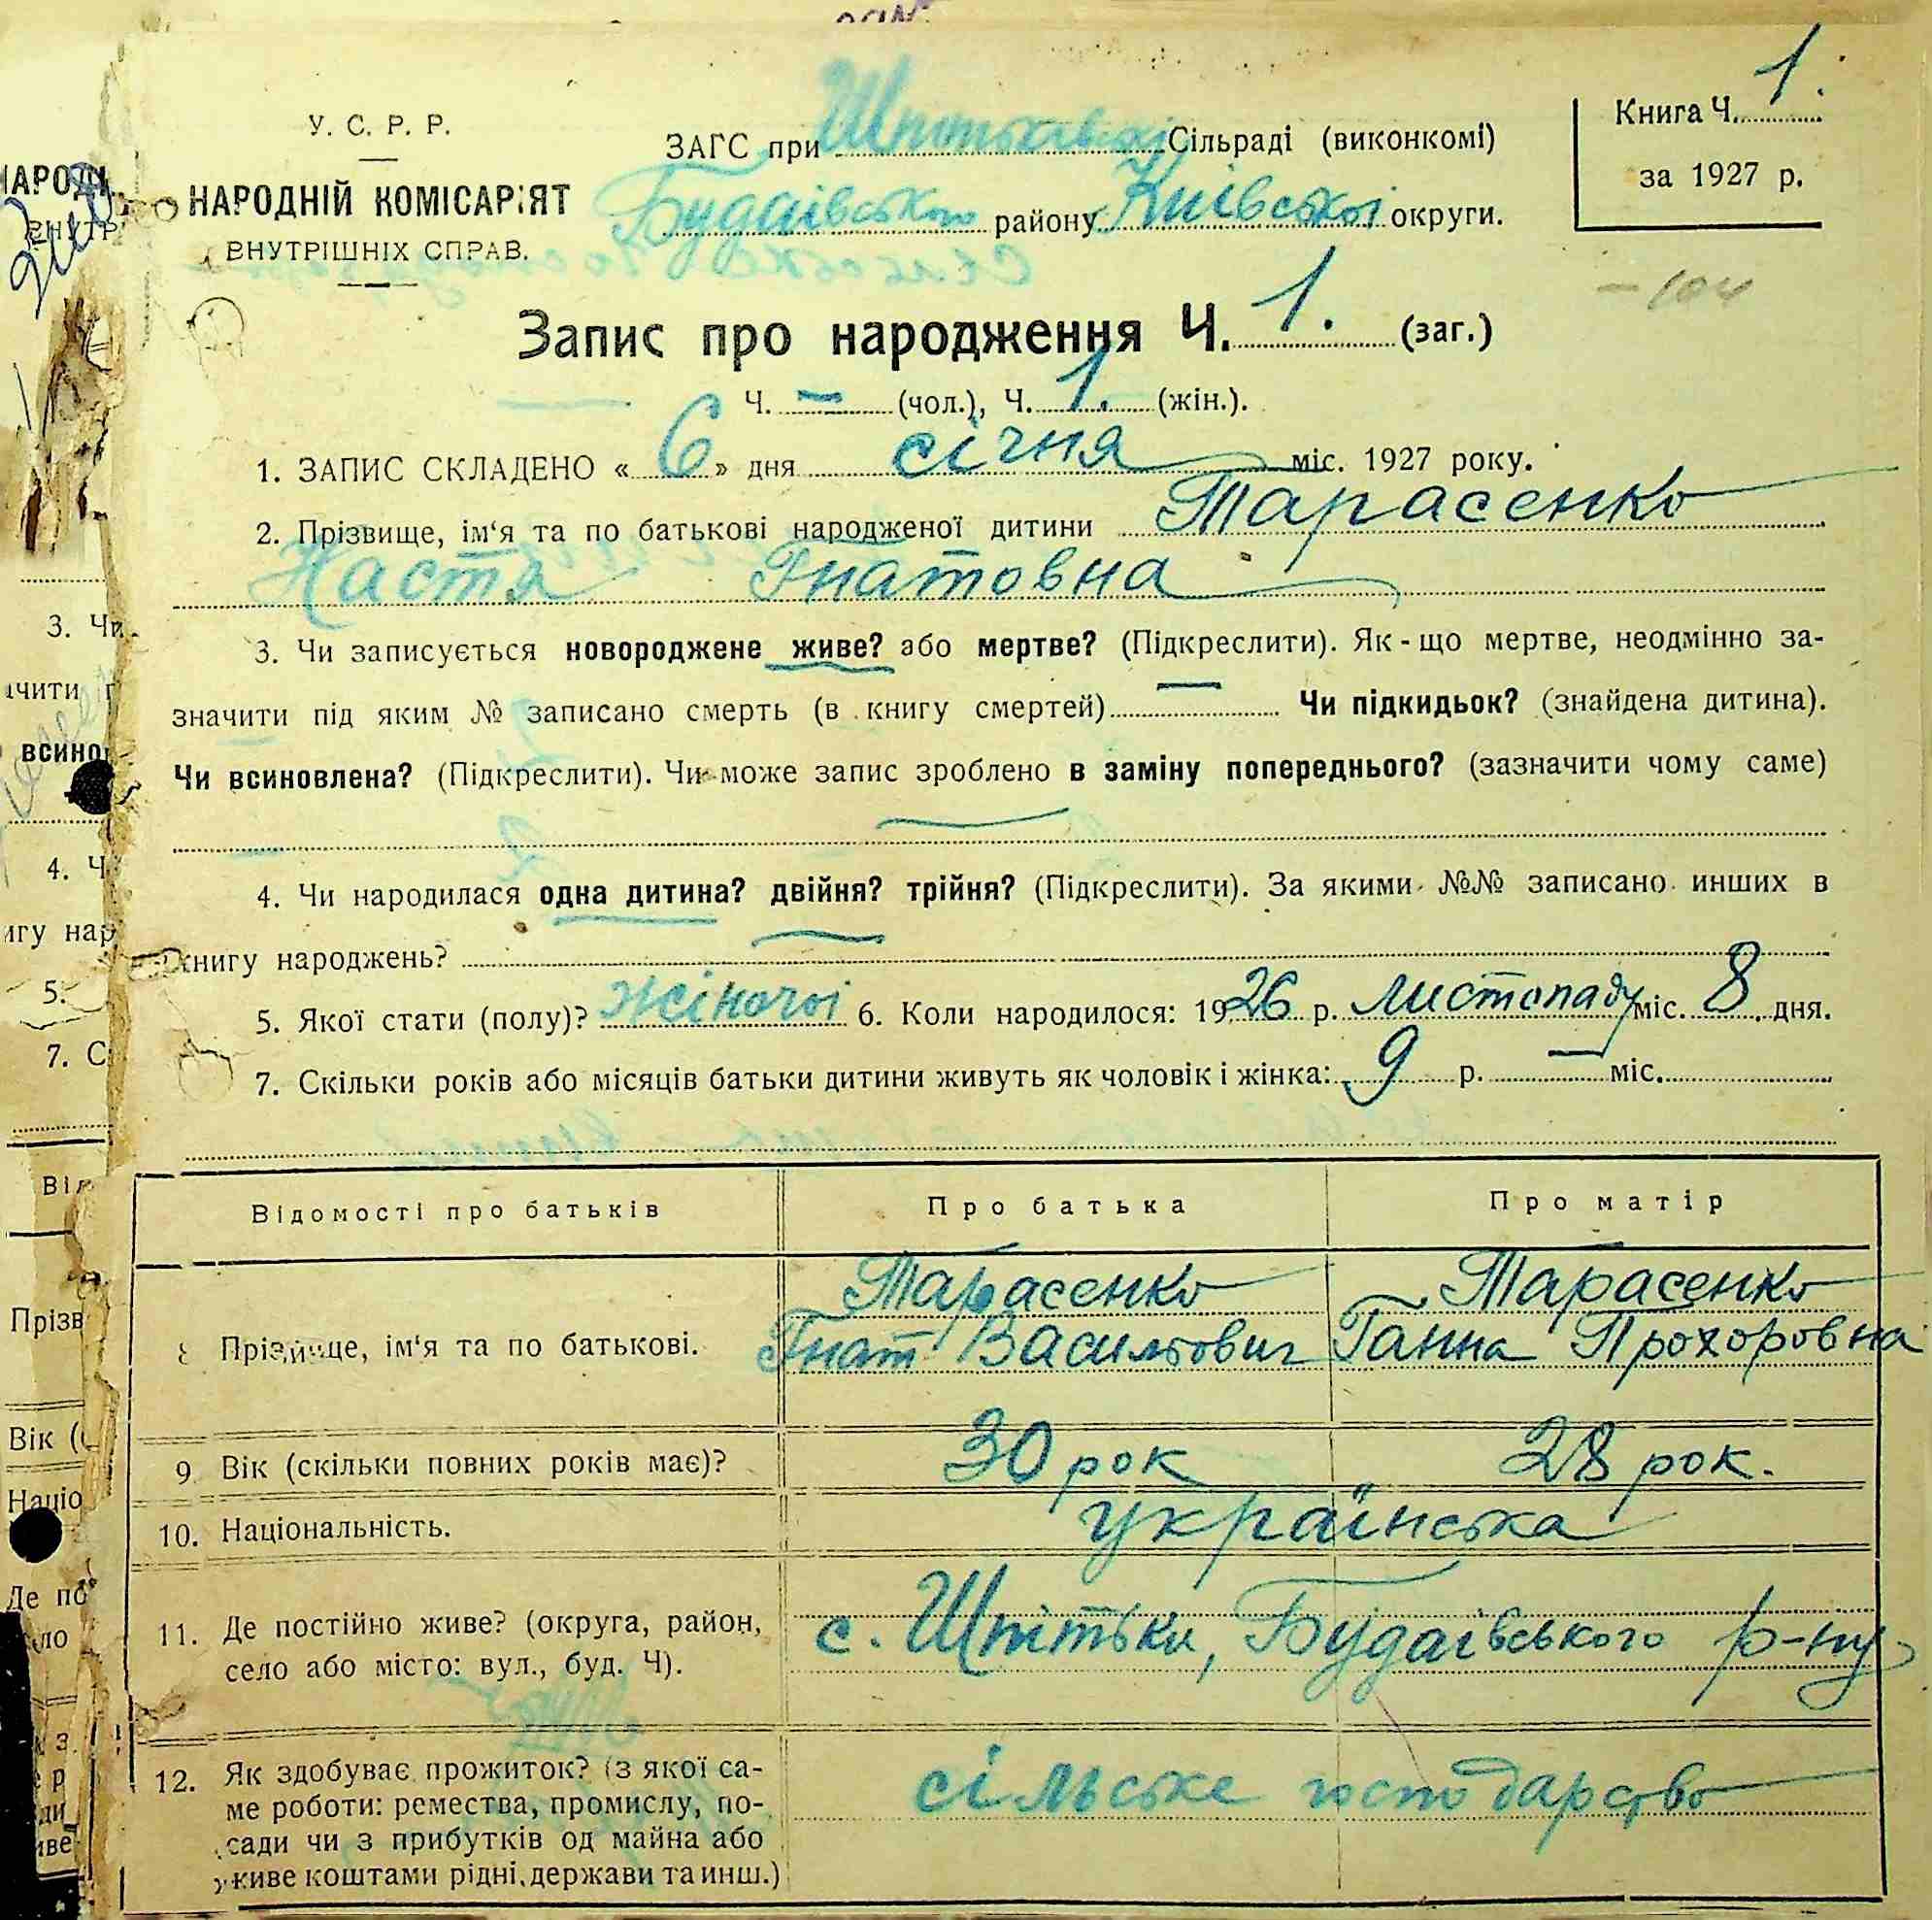 У. С. Р. Р.
НАРОДНІЙ КОМІСАРІЯТ
ВНУТРІШНІХ СПРАВ.
ЗАГС при Шпитьківскі Сільраді (виконкомі)
Будаівського району Київської округи.
Книга Ч. 1.
за 1927 р.
- 104
Запис про народження Ч. 1. (заг.)
Ч. – (чол.), Ч. 1. (жін.).
1. ЗАПИС СКЛАДЕНО « 6 » дня січня міс. 1927 року.
2. Прізвище, ім‘я та по батькові народженої дитини Тарасенко
Настя Гнатовна
3. Чи записується новороджене живе? або мертве? (Підкреслити). Як-що мертве, неодмінно за-
значити під яким № записано смерть (в книгу смертей) — Чи підкидьок? (знайдена дитина).
Чи всиновлена? (Підкреслити). Чи може запис зроблено в заміну попереднього? (зазначити чому саме)
4. Чи народилася одна дитина? двійня? трійня? (Підкреслити). За якими №№ записано инших в
книгу народжень?
5. Якої стати (полу)? жіночоі 6. Коли народилося: 1926 р. листопаду міс. 8 дня.
7. Скільки років або місяців батьки дитини живуть як чоловік і жінка: 9 р. — міс.
Відомості про батьків Про батька Про матір
Тарасенко Тарасенко
8 Прізвище, ім‘я та по батькові. Гнат Васильович Ганна Прохоровна
9. Вік (скільки повних років має)? 30 рок 28 рок.
10. Національність. українська
11. Де постійно живе? (округа, район,
село або місто: вул., буд. Ч). с. Шпітьки, Будаівського р-ну
12. Як здобуває прожиток? (з якої са-
ме роботи: ремества, промислу, по-
сади чи з прибутків од майна або
живе коштами рідні, держави та инш.) сільське господарство